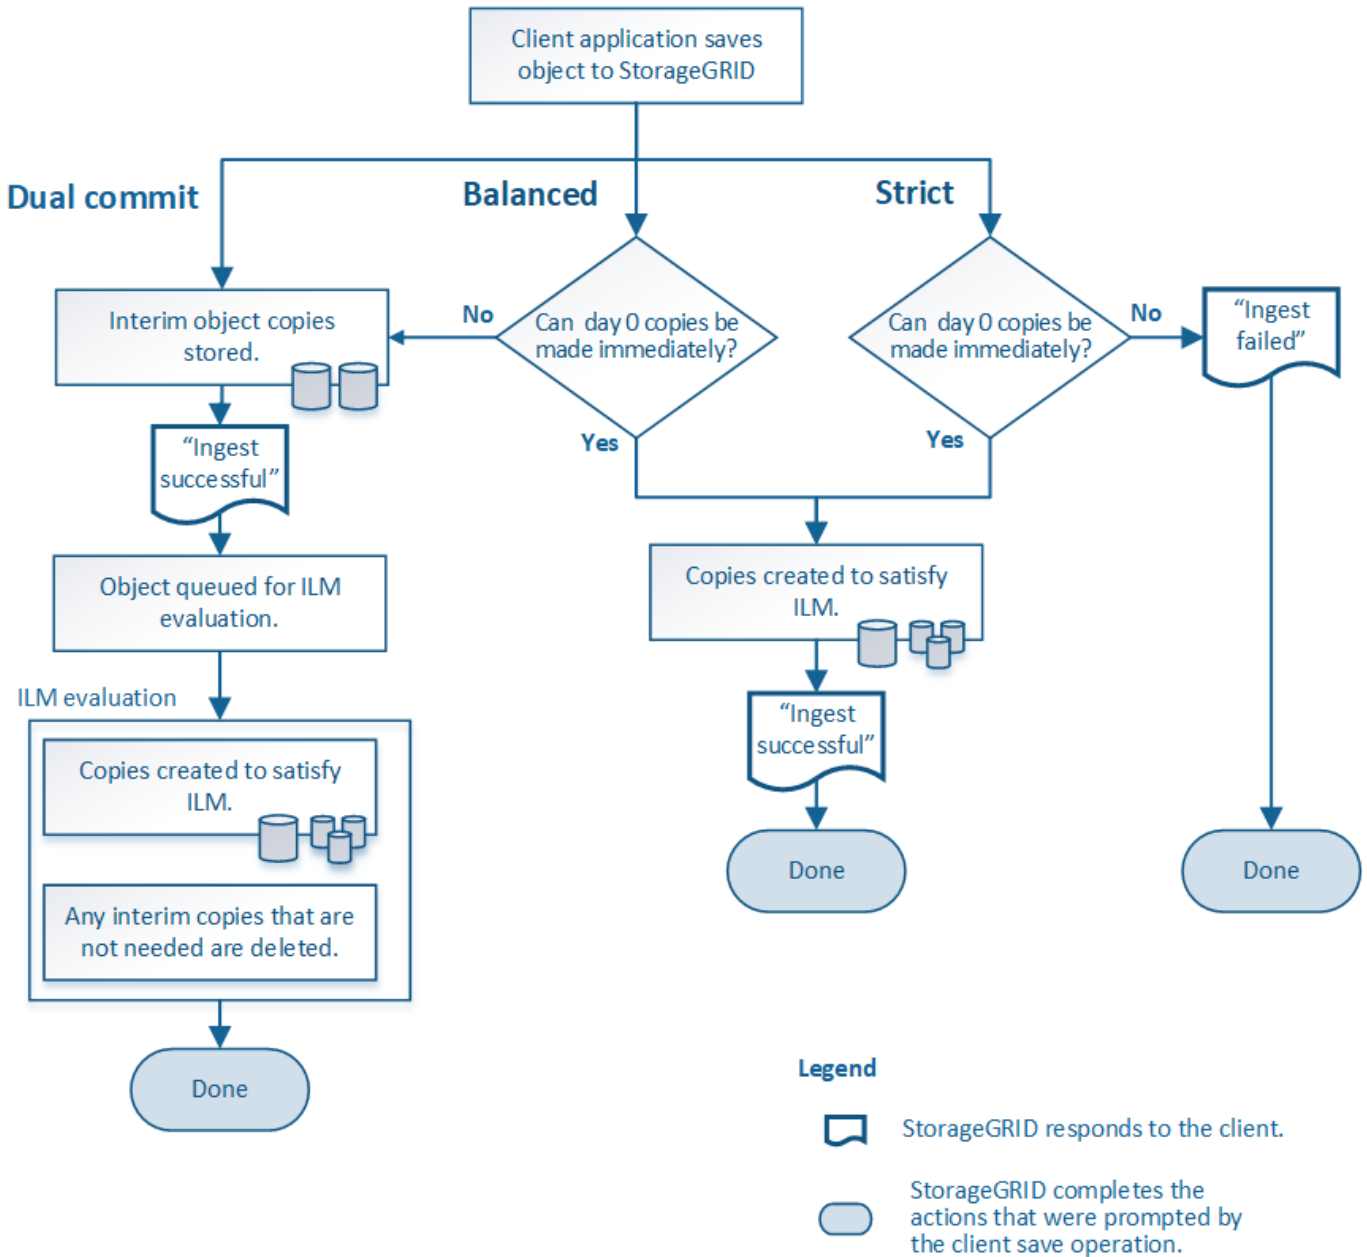 Client application saves
object to StorageGRID
Dual commit
Balanced
Strict
Interim object copies
stored.
No
Can day 0 copies be
made immediately?
Yes
Can day 0 copies be
made immediately?
No
Yes
“Ingest
failed”
“Ingest
successful”
Object queued for ILM
evaluation.
Copies created to satisfy
ILM.
ILM evaluation
“Ingest
successful”
Copies created to satisfy
ILM.
Any interim copies that are
not needed are deleted.
Done
Done
Done
Legend
StorageGRID responds to the client.
StorageGRID completes the
actions that were prompted by
the client save operation.